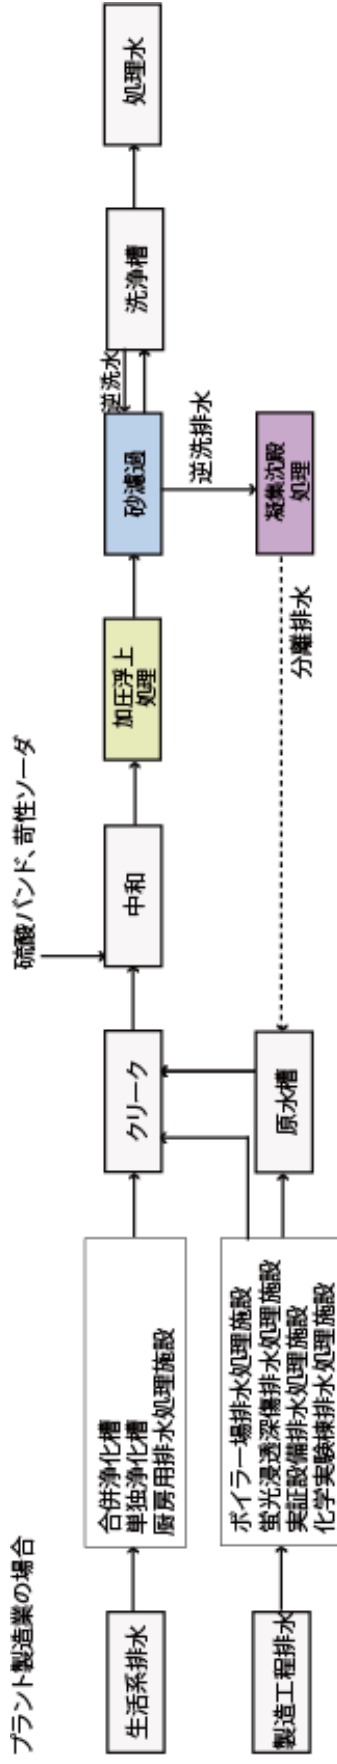 プラント製造業の場合
生活系排水
合併浄化槽
単独浄化槽
厨房用排水処理施設
クリーク
硫酸バンド、苛性ソーダ
中和
加圧浮上
処理
砂濾過
逆洗水
洗浄槽
処理水
製造工程排水
ボイラー場排水処理施設
蛍光浸透深傷排水処理施設
実証設備排水処理施設
化学実験棟排水処理施設
原水槽
分離排水
逆洗排水
凝集沈殿
処理